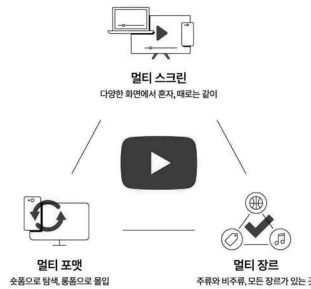 멀티 스크린
다양한 화면에서 혼자, 때로는 같이
멀티 포맷
숏폼으로 탐색, 롱폼으로 몰입
멀티 장르
주류와 비주류, 모든 장르가 있는